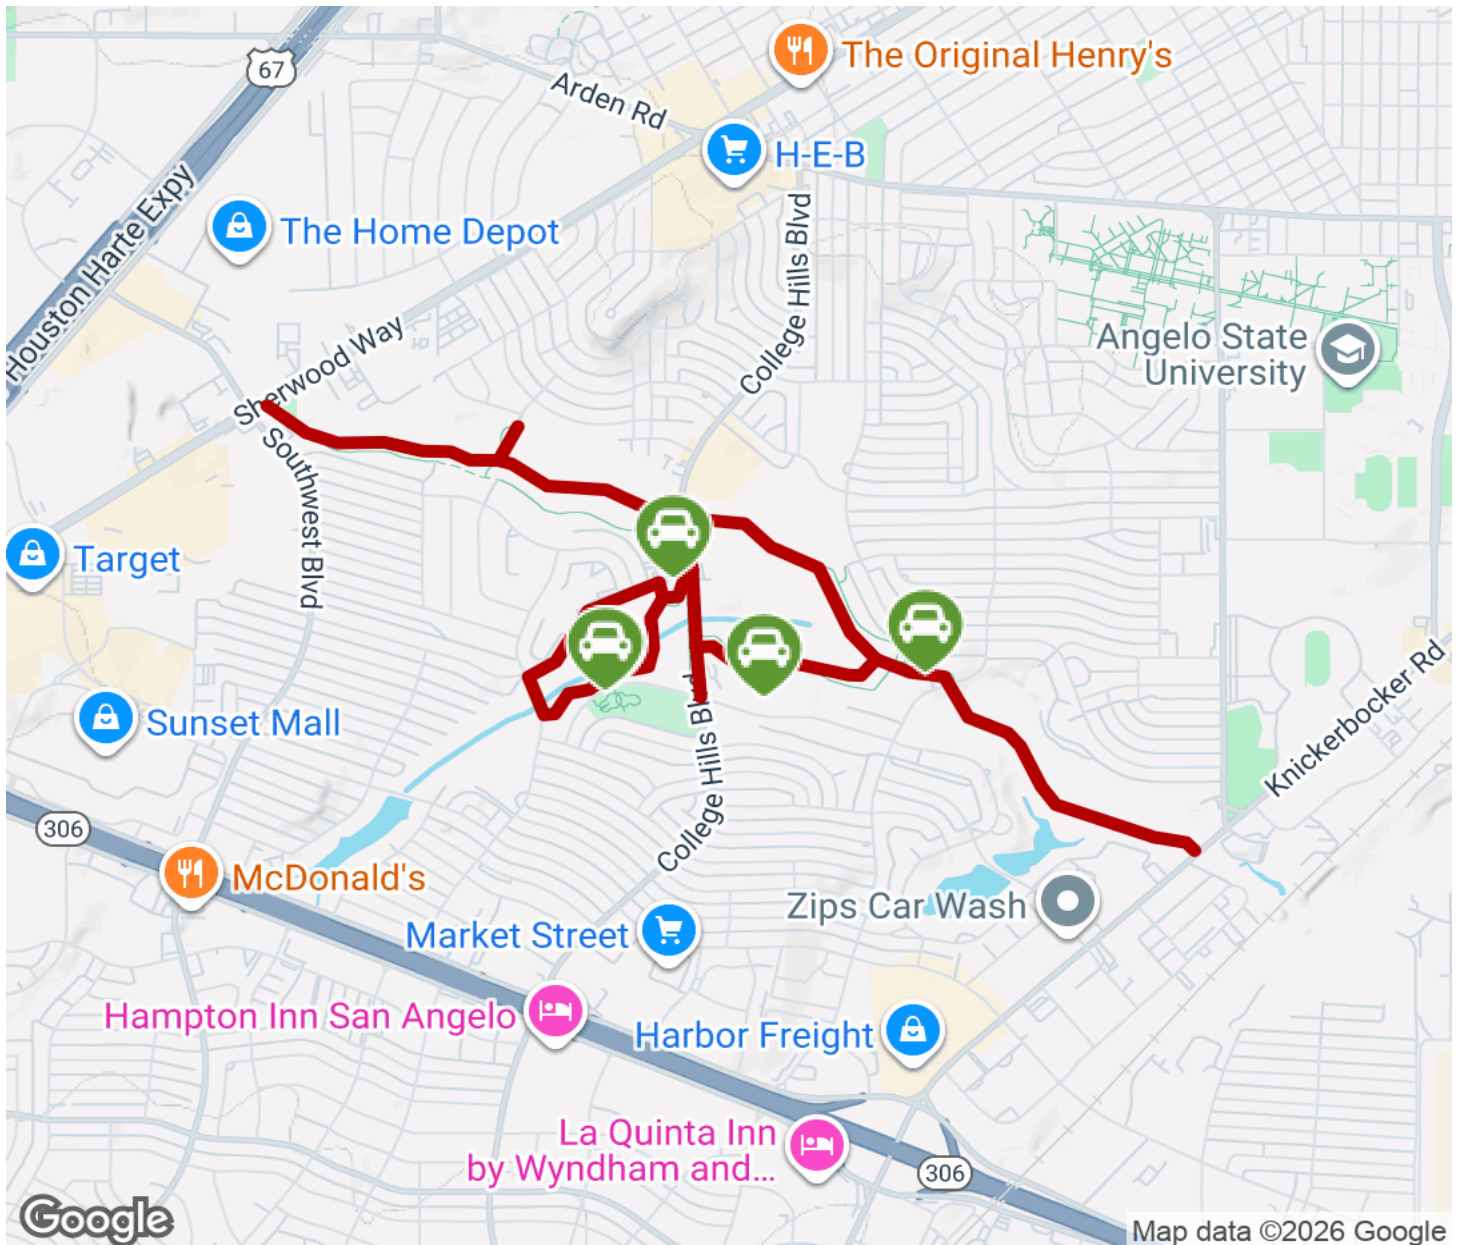 67
Arden Rd
The Original Henry's
H-E-B
Houston Harte Expy
The Home Depot
College Hills Blvd
Sherwood Way
Angelo State
University
Southwest Blvd
Target
Sunset Mall
College Hills Blvd
Knickerbocker Rd
306
McDonald's
Zips Car Wash
Market Street
Hampton Inn San Angelo
Harbor Freight
La Quinta Inn
by Wyndham and...
306
Google
Map data ©2026 Google